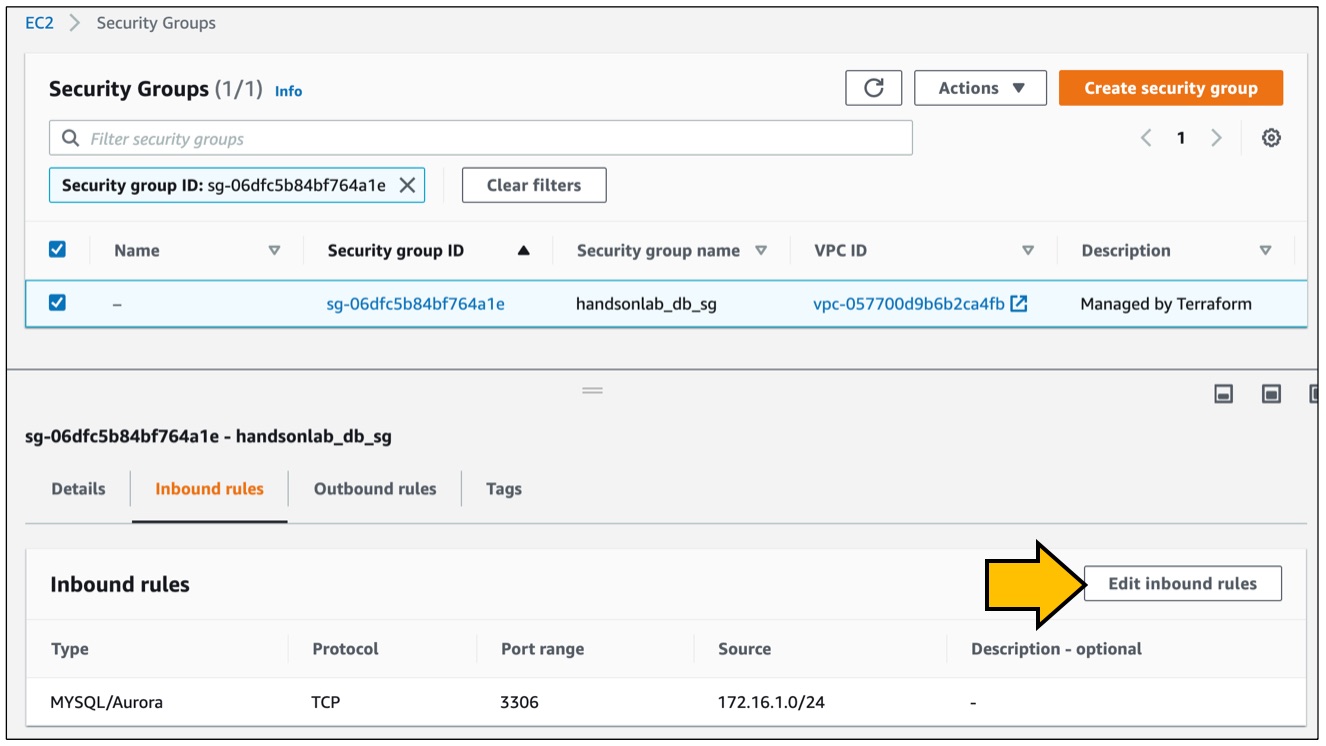 EC2 > Security Groups
Security Groups (1/1) Info
Actions ▼
Create security group
Filter security groups
< 1 >
Security group ID: sg-06dfc5b84bf764a1e
Clear filters
Name Security group ID Security group name VPC ID Description
– sg-06dfc5b84bf764a1e handsonlab_db_sg vpc-057700d9b6b2ca4fb Managed by Terraform
sg-06dfc5b84bf764a1e - handsonlab_db_sg
Details Inbound rules Outbound rules Tags
Inbound rules
Edit inbound rules
Type Protocol Port range Source Description - optional
MYSQL/Aurora TCP 3306 172.16.1.0/24 -